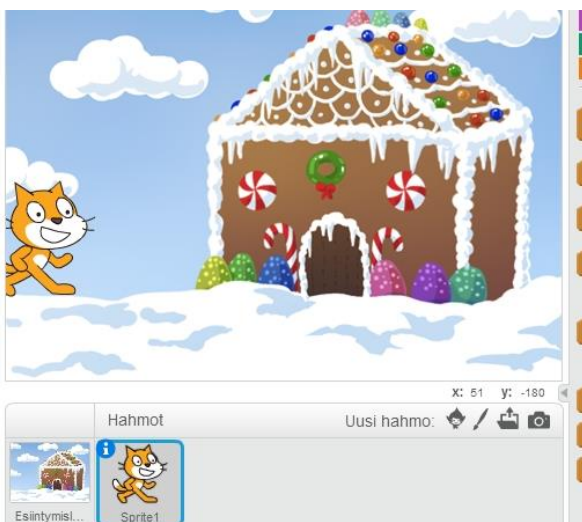 x: 51 y: -180
Hahmot Uusi hahmo:
i
Esiintymisl...
Sprite1